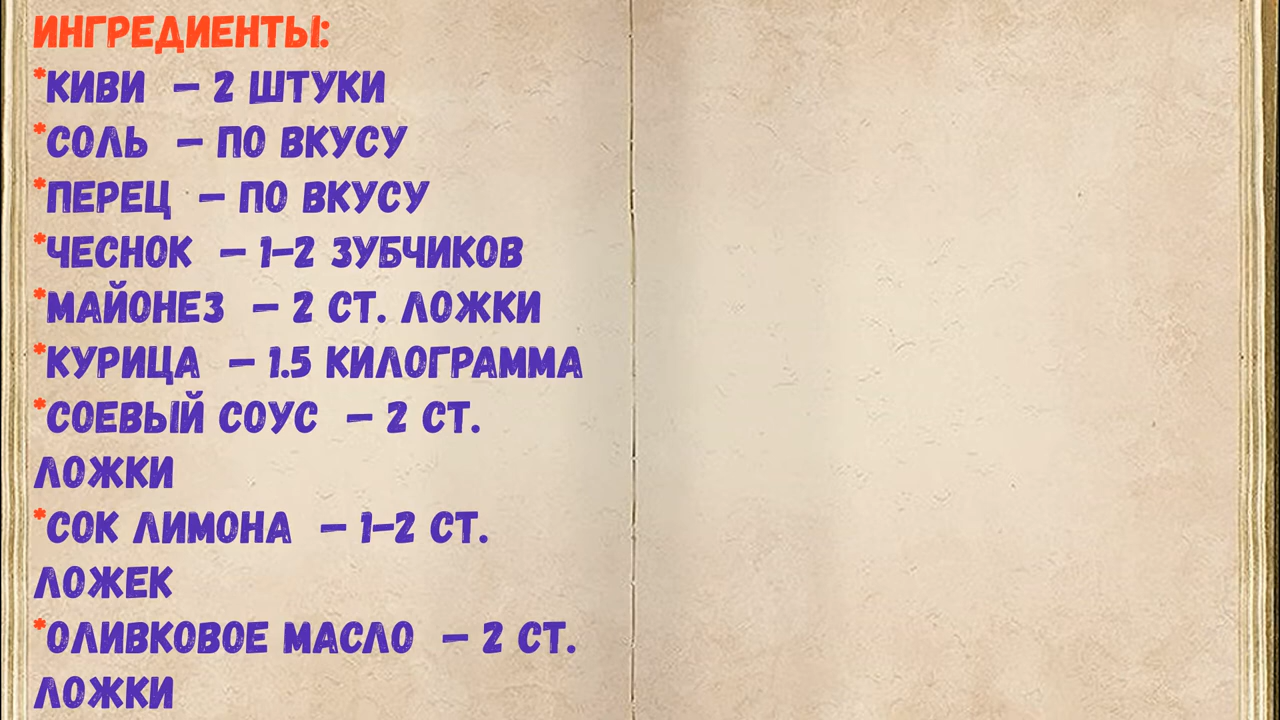 ИНГРЕДИЕНТЫ:
*КИВИ – 2 ШТУКИ
*СОЛЬ – ПО ВКУСУ
*ПЕРЕЦ – ПО ВКУСУ
*ЧЕСНОК – 1-2 ЗУБЧИКОВ
*МАЙОНЕЗ – 2 СТ. ЛОЖКИ
*КУРИЦА – 1.5 КИЛОГРАММА
*СОЕВЫЙ СОУС – 2 СТ.
ЛОЖКИ
*СОК ЛИМОНА – 1-2 СТ.
ЛОЖЕК
*ОЛИВКОВОЕ МАСЛО – 2 СТ.
ЛОЖКИ